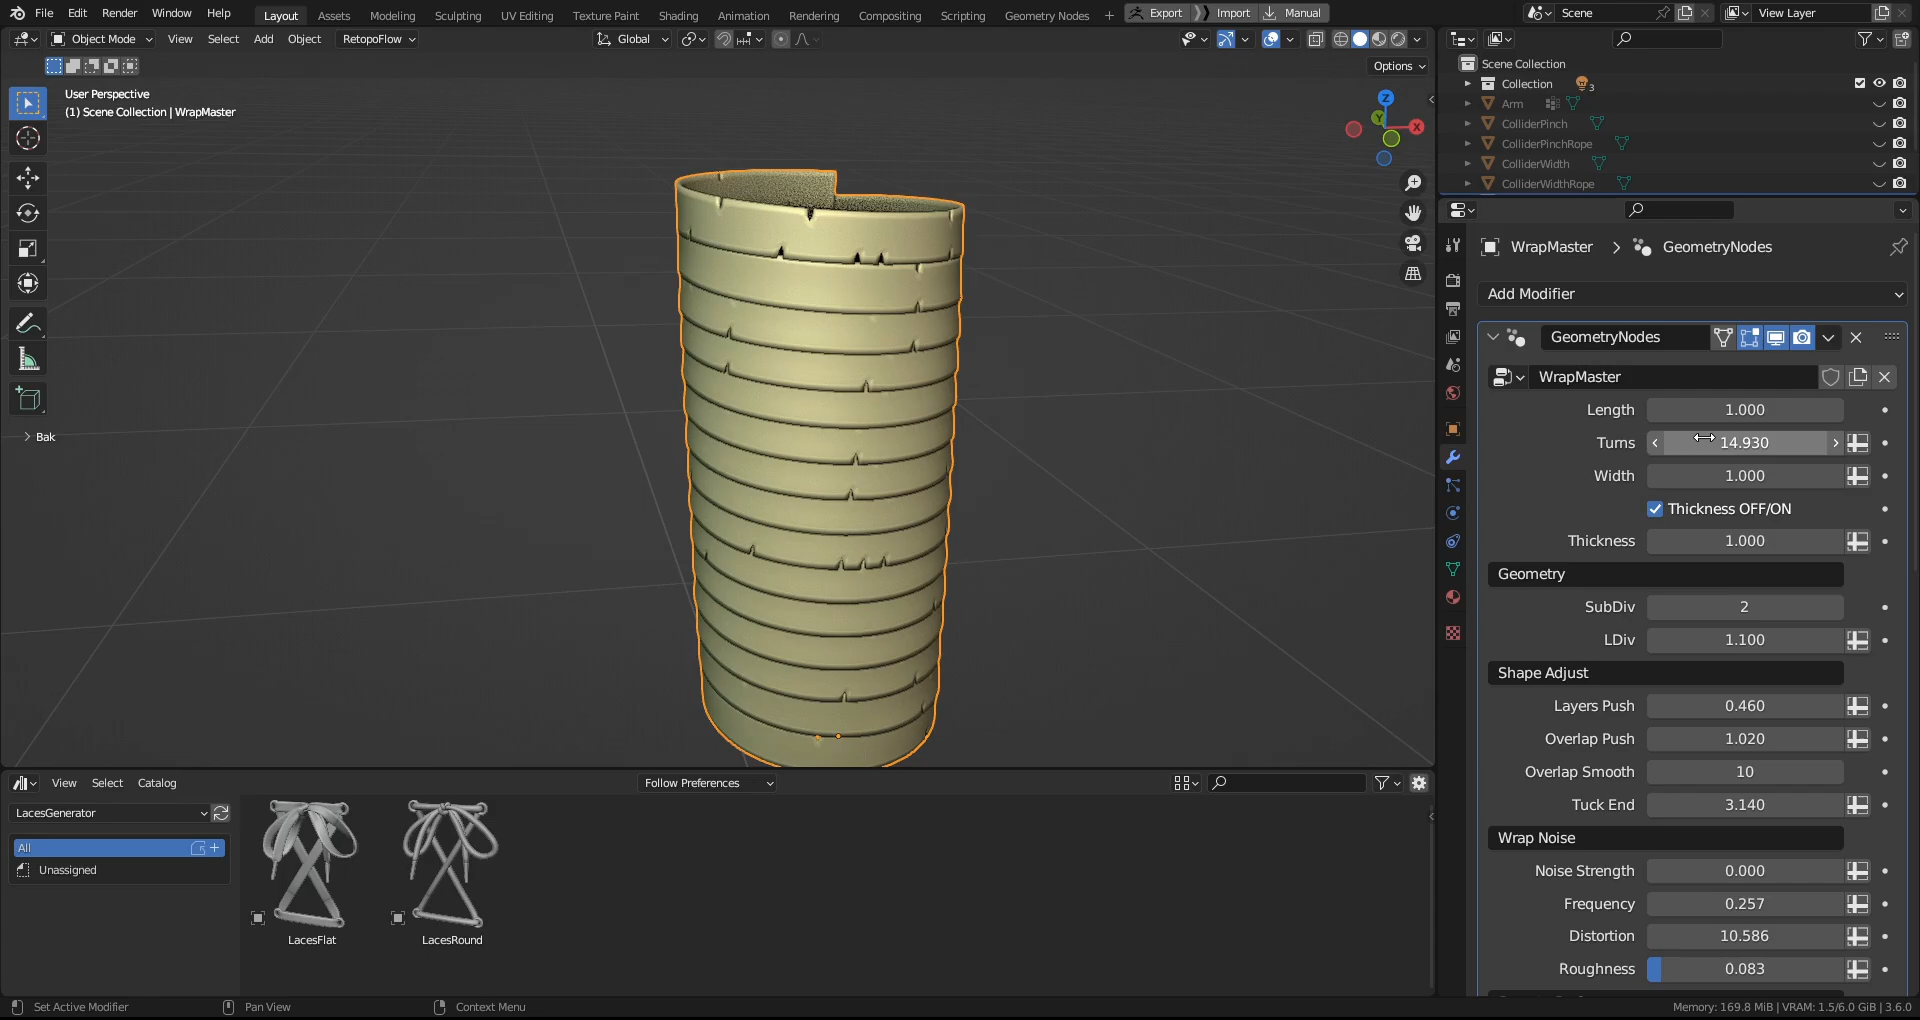 File Edit Render Window Help Layout Assets Modeling Sculpting UV Editing Texture Paint Shading Animation Rendering Compositing Scripting Geometry Nodes + Export Import Manual Scene View Layer
Object Mode View Select Add Object RetopoFlow Global
Options
User Perspective
(1) Scene Collection | WrapMaster
Z
Y
X
Bak
Scene Collection
Collection 3
Arm
ColliderPinch
ColliderPinchRope
ColliderWidth
ColliderWidthRope
WrapMaster > GeometryNodes
Add Modifier
GeometryNodes
WrapMaster
Length 1.000
Turns 14.930
Width 1.000
Thickness OFF/ON
Thickness 1.000
Geometry
SubDiv 2
LDiv 1.100
Shape Adjust
Layers Push 0.460
Overlap Push 1.020
Overlap Smooth 10
Tuck End 3.140
Wrap Noise
Noise Strength 0.000
Frequency 0.257
Distortion 10.586
Roughness 0.083
View Select Catalog Follow Preferences
LacesGenerator
All
Unassigned
LacesFlat
LacesRound
Set Active Modifier Pan View Context Menu Memory: 169.8 MiB | VRAM: 1.5/6.0 GiB | 3.6.0